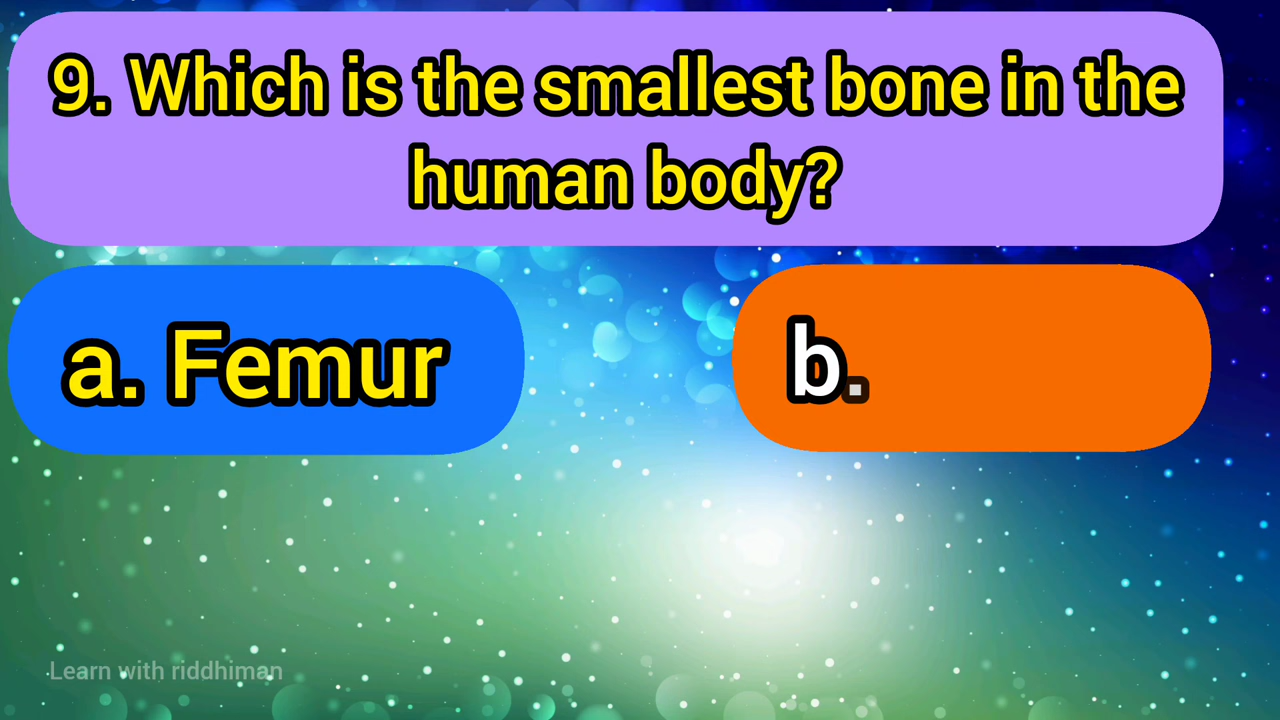 9. Which is the smallest bone in the
human body?
a. Femur
b.
Learn with riddhiman